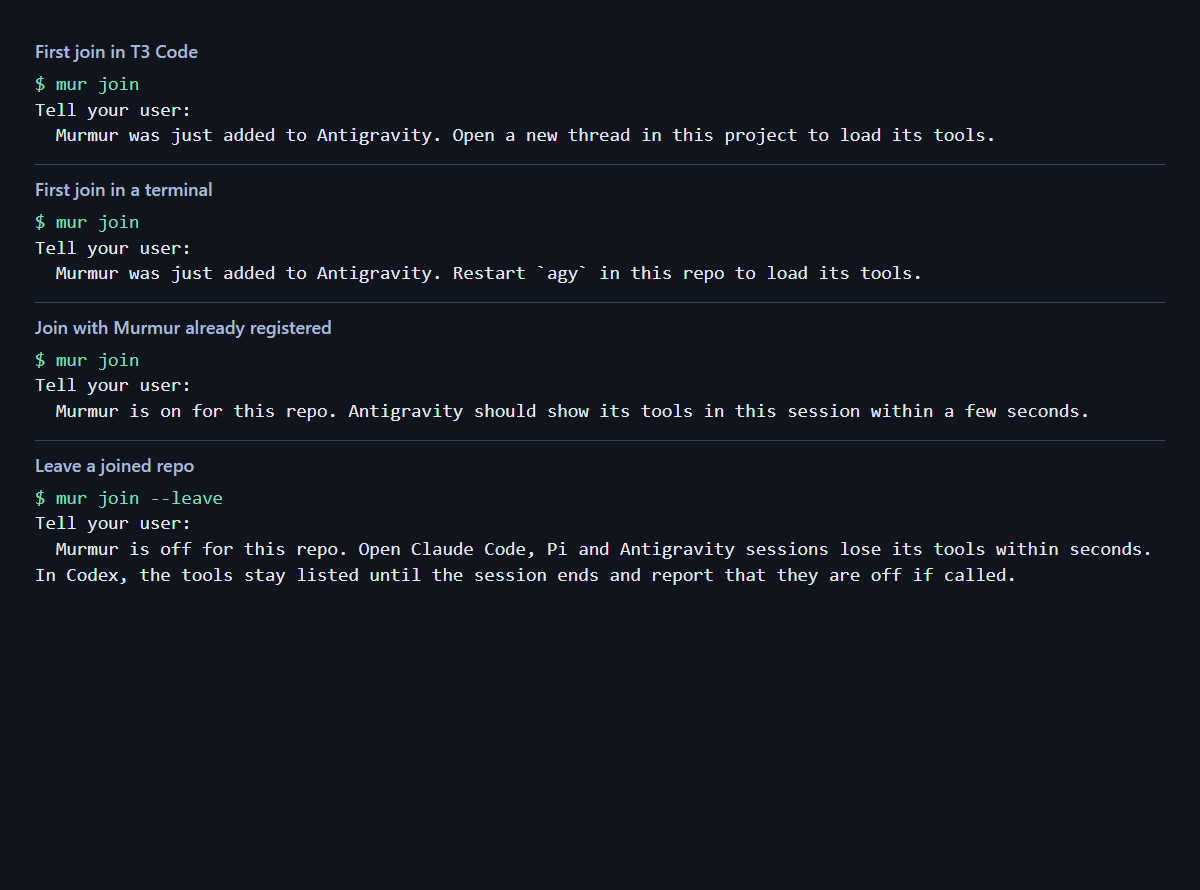 First join in T3 Code
$ mur join
Tell your user:
  Murmur was just added to Antigravity. Open a new thread in this project to load its tools.
First join in a terminal
$ mur join
Tell your user:
  Murmur was just added to Antigravity. Restart `agy` in this repo to load its tools.
Join with Murmur already registered
$ mur join
Tell your user:
  Murmur is on for this repo. Antigravity should show its tools in this session within a few seconds.
Leave a joined repo
$ mur join --leave
Tell your user:
  Murmur is off for this repo. Open Claude Code, Pi and Antigravity sessions lose its tools within seconds.
In Codex, the tools stay listed until the session ends and report that they are off if called.